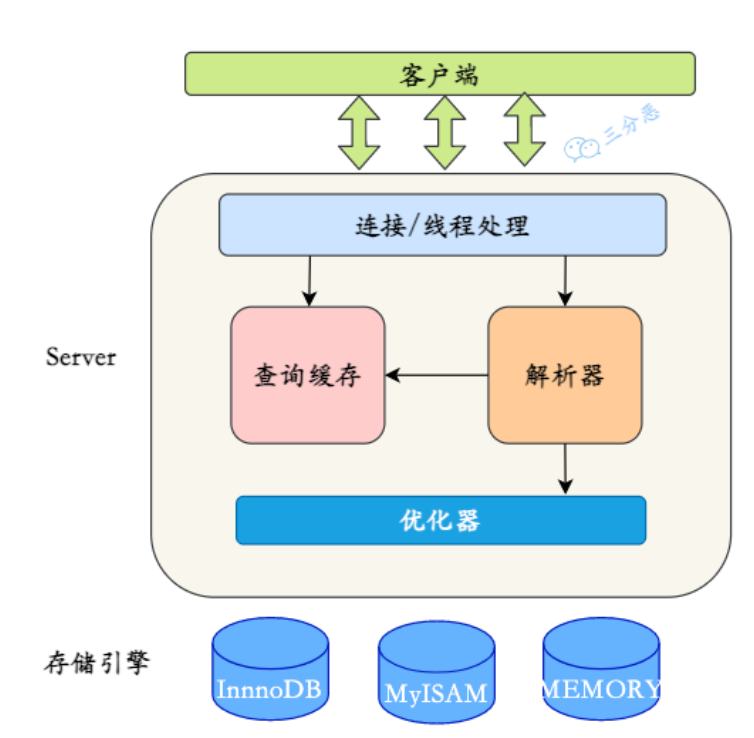 客户端
三分恶
连接/线程处理
Server
查询缓存
解析器
优化器
存储引擎
InnnoDB
MyISAM
MEMORY